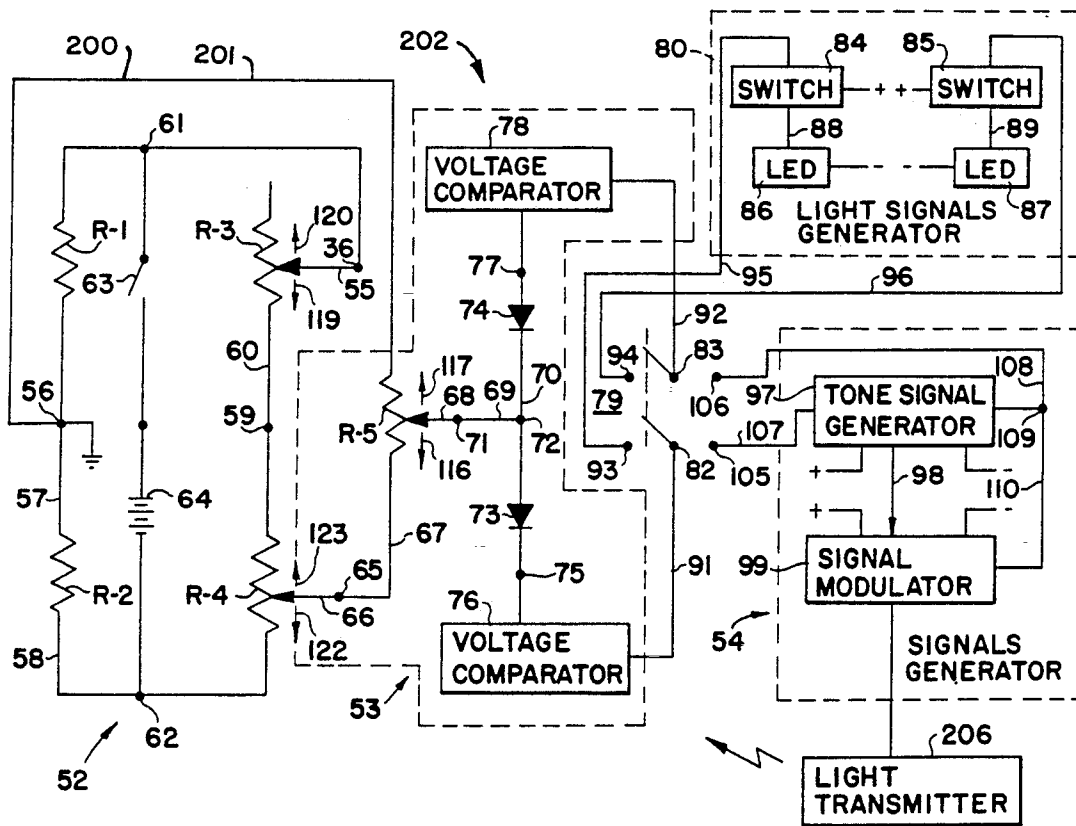 200
201
202
61
R-1
63
R-3
120
36
55
119
60
56
59
57
64
R-2
58
R-4
123
65
66
122
62
52
67
R-5
117
68
71
116
69
70
72
73
74
75
76
77
78
VOLTAGE
COMPARATOR
VOLTAGE
COMPARATOR
53
79
80
84
SWITCH
+ +
85
SWITCH
88
89
LED
LED
86
87
LIGHT SIGNALS
GENERATOR
95
96
92
94
83
106
93
82
105
107
91
97
TONE SIGNAL
GENERATOR
108
109
110
+
-
98
+
-
99
SIGNAL
MODULATOR
54
SIGNALS
GENERATOR
206
LIGHT
TRANSMITTER